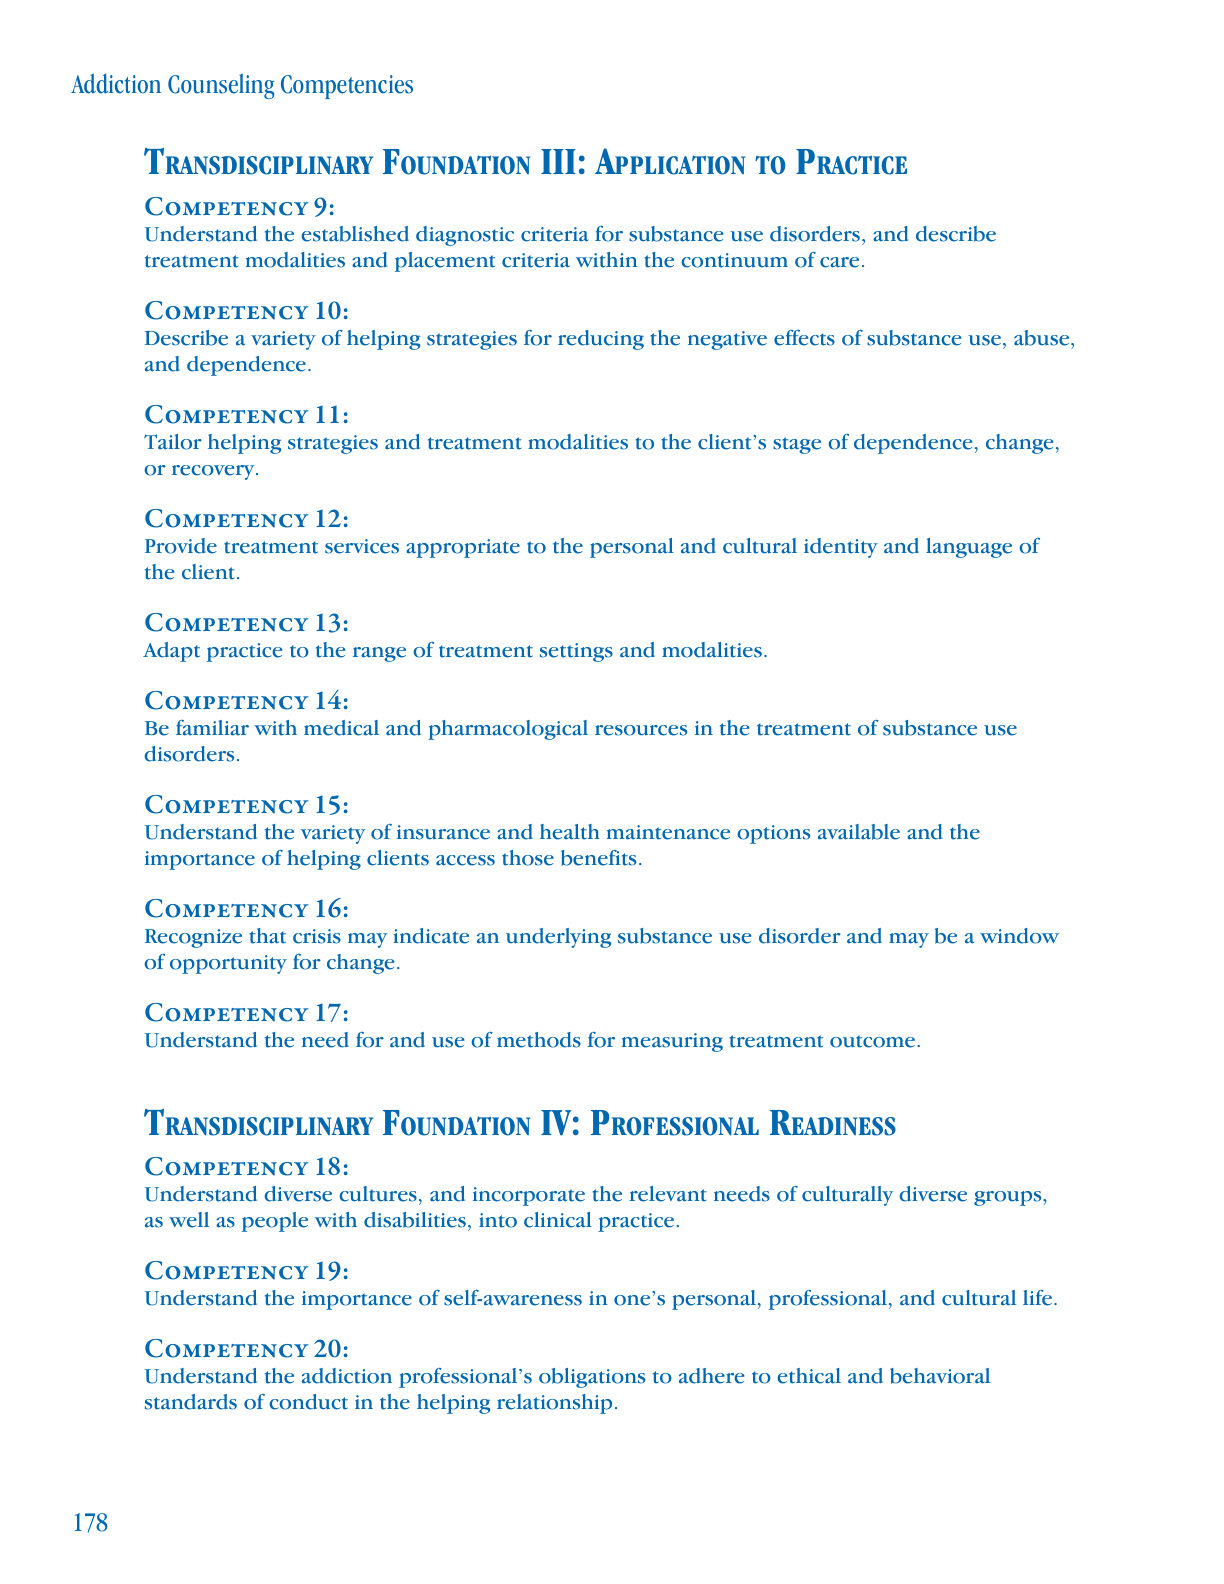 Addiction Counseling Competencies
Transdisciplinary Foundation III: Application to Practice
Competency 9:
Understand the established diagnostic criteria for substance use disorders, and describe
treatment modalities and placement criteria within the continuum of care.
Competency 10:
Describe a variety of helping strategies for reducing the negative effects of substance use, abuse,
and dependence.
Competency 11:
Tailor helping strategies and treatment modalities to the client’s stage of dependence, change,
or recovery.
Competency 12:
Provide treatment services appropriate to the personal and cultural identity and language of
the client.
Competency 13:
Adapt practice to the range of treatment settings and modalities.
Competency 14:
Be familiar with medical and pharmacological resources in the treatment of substance use
disorders.
Competency 15:
Understand the variety of insurance and health maintenance options available and the
importance of helping clients access those benefits.
Competency 16:
Recognize that crisis may indicate an underlying substance use disorder and may be a window
of opportunity for change.
Competency 17:
Understand the need for and use of methods for measuring treatment outcome.
Transdisciplinary Foundation IV: Professional Readiness
Competency 18:
Understand diverse cultures, and incorporate the relevant needs of culturally diverse groups,
as well as people with disabilities, into clinical practice.
Competency 19:
Understand the importance of self-awareness in one’s personal, professional, and cultural life.
Competency 20:
Understand the addiction professional’s obligations to adhere to ethical and behavioral
standards of conduct in the helping relationship.
178